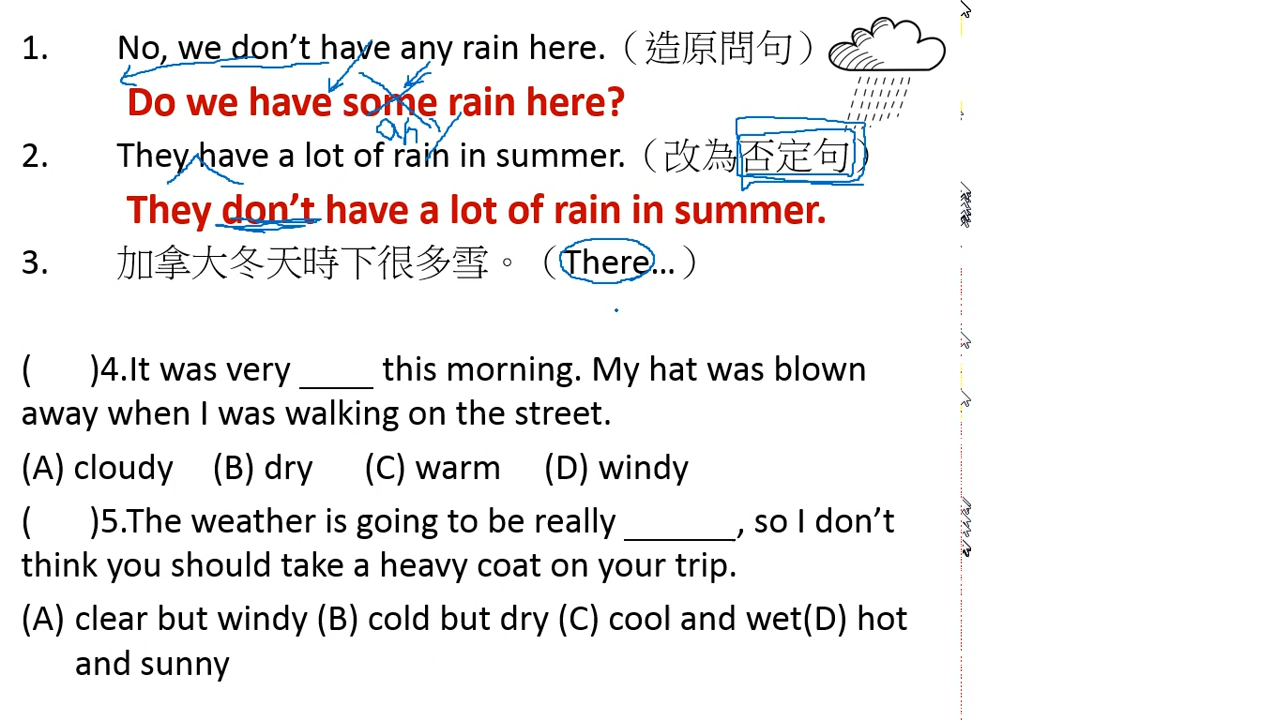 1. No, we don't have any rain here.（造原問句）
Do we have some rain here?
an
2. They have a lot of rain in summer.（改為否定句）
They don't have a lot of rain in summer.
3. 加拿大冬天時下很多雪。（There...）
( )4.It was very ____ this morning. My hat was blown
away when I was walking on the street.
(A) cloudy (B) dry (C) warm (D) windy
( )5.The weather is going to be really ______, so I don't
think you should take a heavy coat on your trip.
(A) clear but windy (B) cold but dry (C) cool and wet(D) hot
and sunny